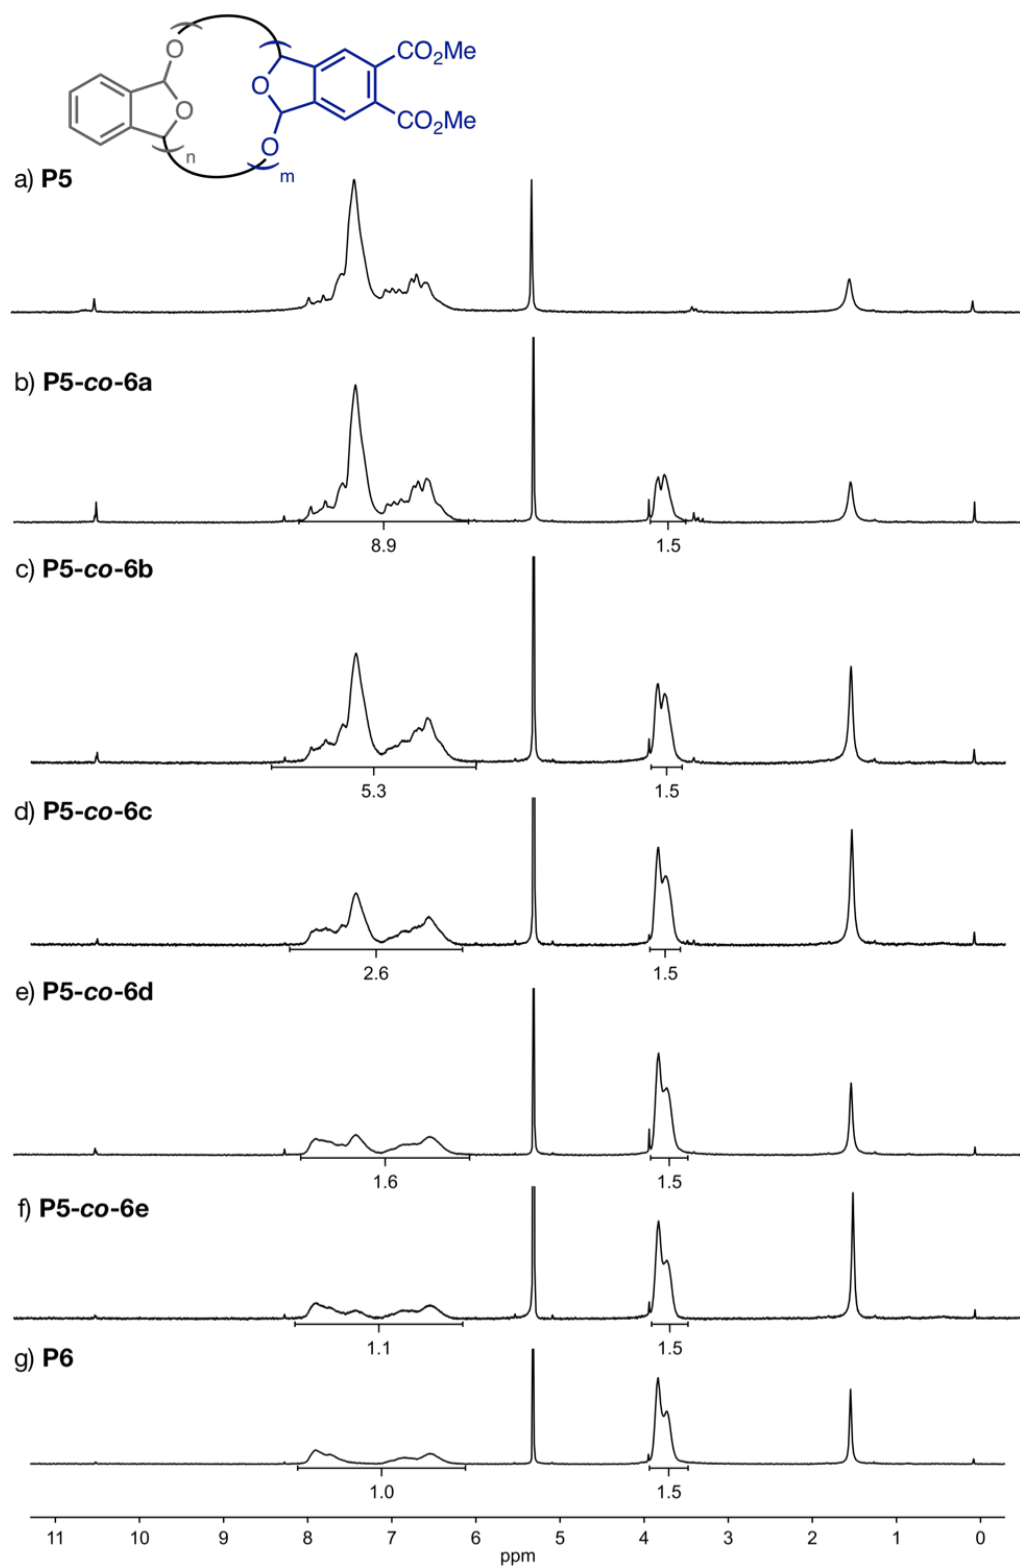 O
CO₂Me
O
O
CO₂Me
O
n
m
a) P5
b) P5-co-6a
8.9
1.5
c) P5-co-6b
5.3
1.5
d) P5-co-6c
2.6
1.5
e) P5-co-6d
1.6
1.5
f) P5-co-6e
1.1
1.5
g) P6
1.0
1.5
11 10 9 8 7 6 5 4 3 2 1 0
ppm